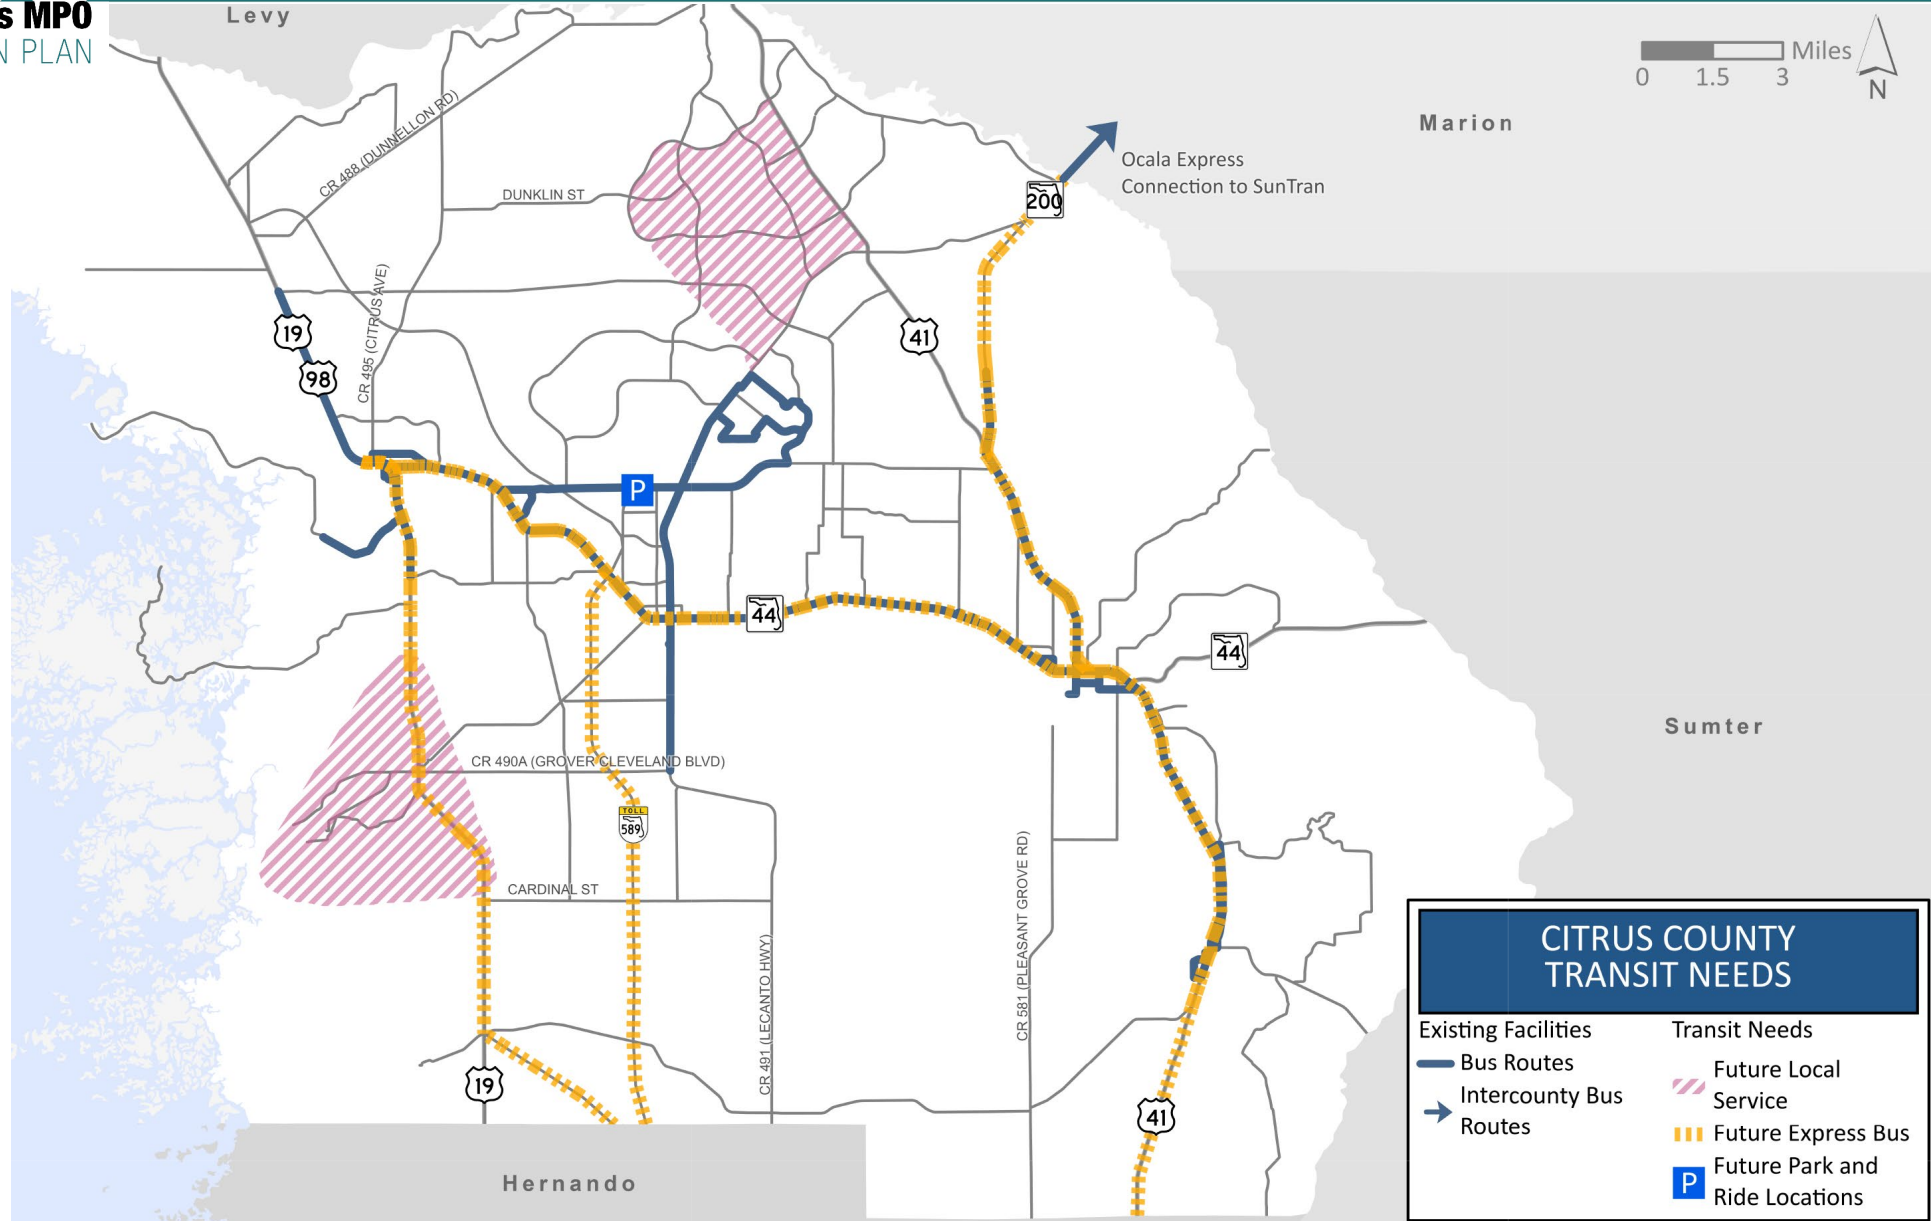 s MPO
N PLAN
Levy
0 1.5 3 Miles
N
Marion
CR 488 (DUNNELLON RD)
Ocala Express
Connection to SunTran
DUNKLIN ST
200
19
98
CR 495 (CITRUS AVE)
41
P
44
44
Sumter
CR 490A (GROVER CLEVELAND BLVD)
TOLL
589
CARDINAL ST
CR 491 (LECANTO HWY)
CR 581 (PLEASANT GROVE RD)
19
41
Hernando
CITRUS COUNTY
TRANSIT NEEDS
Existing Facilities
Bus Routes
Intercounty Bus
Routes
Transit Needs
Future Local
Service
Future Express Bus
P
Future Park and
Ride Locations